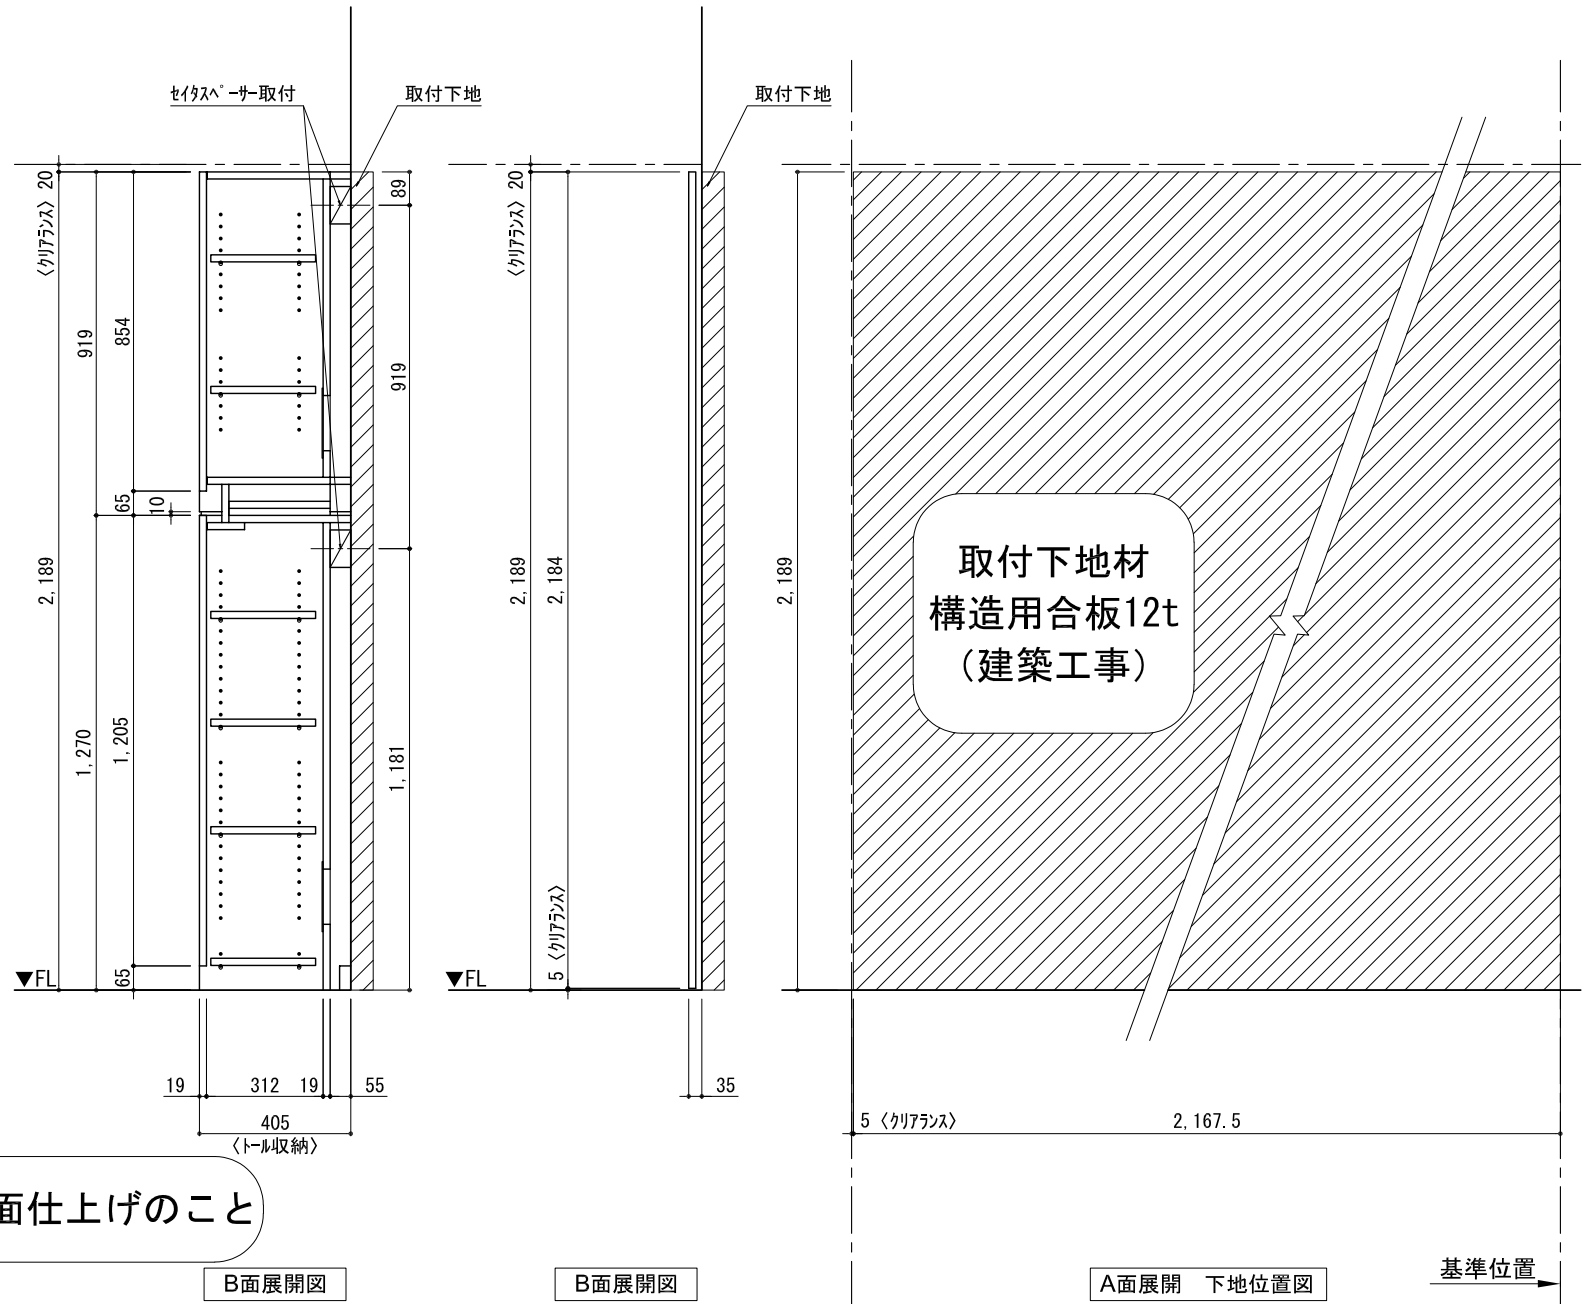 ｾｲﾀｽﾍﾟｰｻｰ取付
取付下地
取付下地
20
〈ｸﾘｱﾗﾝｽ〉
919
854
65
10
2,189
1,270
1,205
65
89
919
1,181
▼FL
19
312
19
55
405
〈ﾄｰﾙ収納〉
20
〈ｸﾘｱﾗﾝｽ〉
2,189
2,184
5 〈ｸﾘｱﾗﾝｽ〉
▼FL
35
2,189
取付下地材
構造用合板12t
（建築工事）
5 〈ｸﾘｱﾗﾝｽ〉
2,167.5
面仕上げのこと
B面展開図
B面展開図
A面展開　下地位置図
基準位置